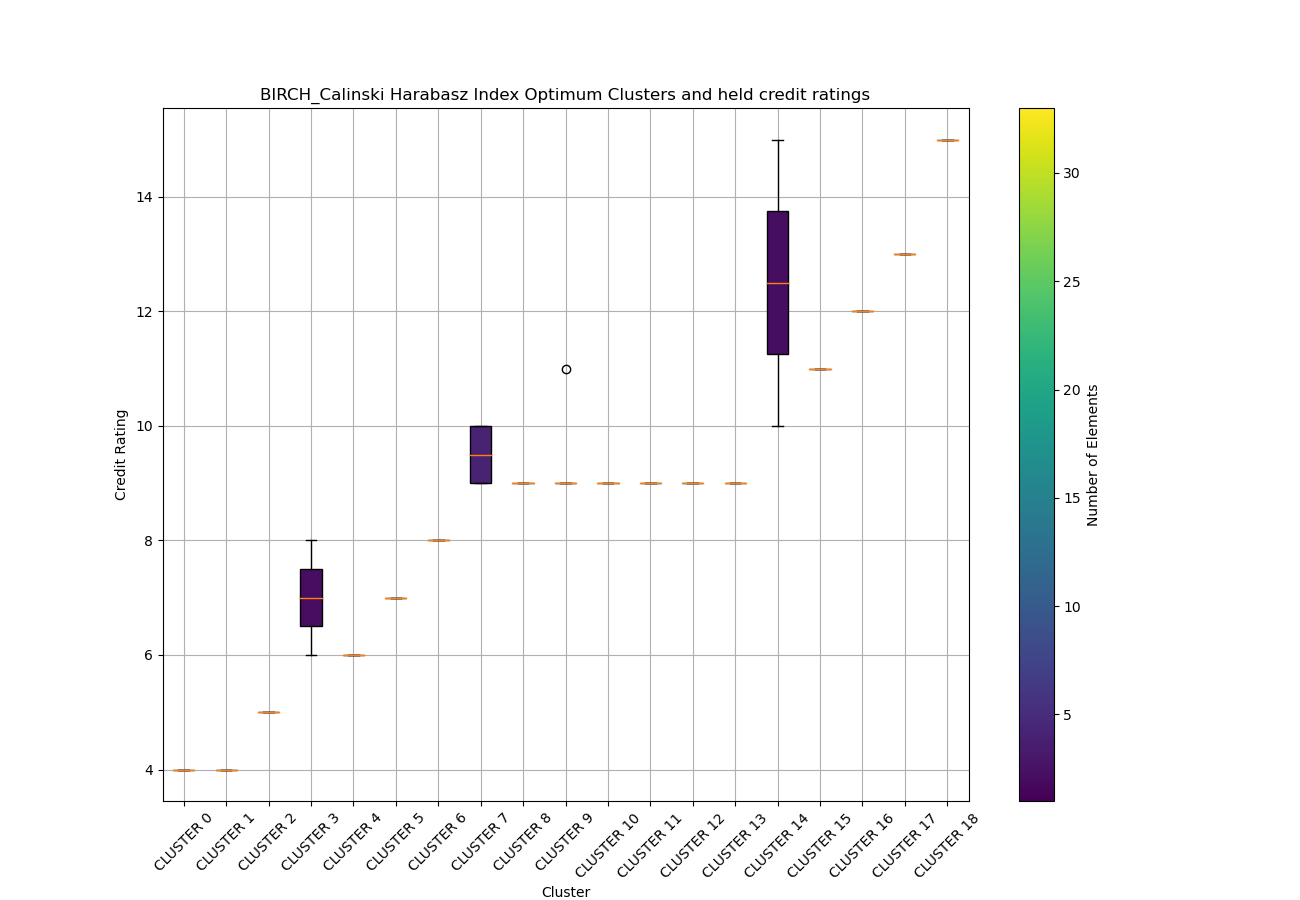 BIRCH_Calinski Harabasz Index Optimum Clusters and held credit ratings
14
12
10
8
6
4
Credit Rating
CLUSTER 0
CLUSTER 1
CLUSTER 2
CLUSTER 3
CLUSTER 4
CLUSTER 5
CLUSTER 6
CLUSTER 7
CLUSTER 8
CLUSTER 9
CLUSTER 10
CLUSTER 11
CLUSTER 12
CLUSTER 13
CLUSTER 14
CLUSTER 15
CLUSTER 16
CLUSTER 17
CLUSTER 18
Cluster
30
25
20
15
10
5
Number of Elements